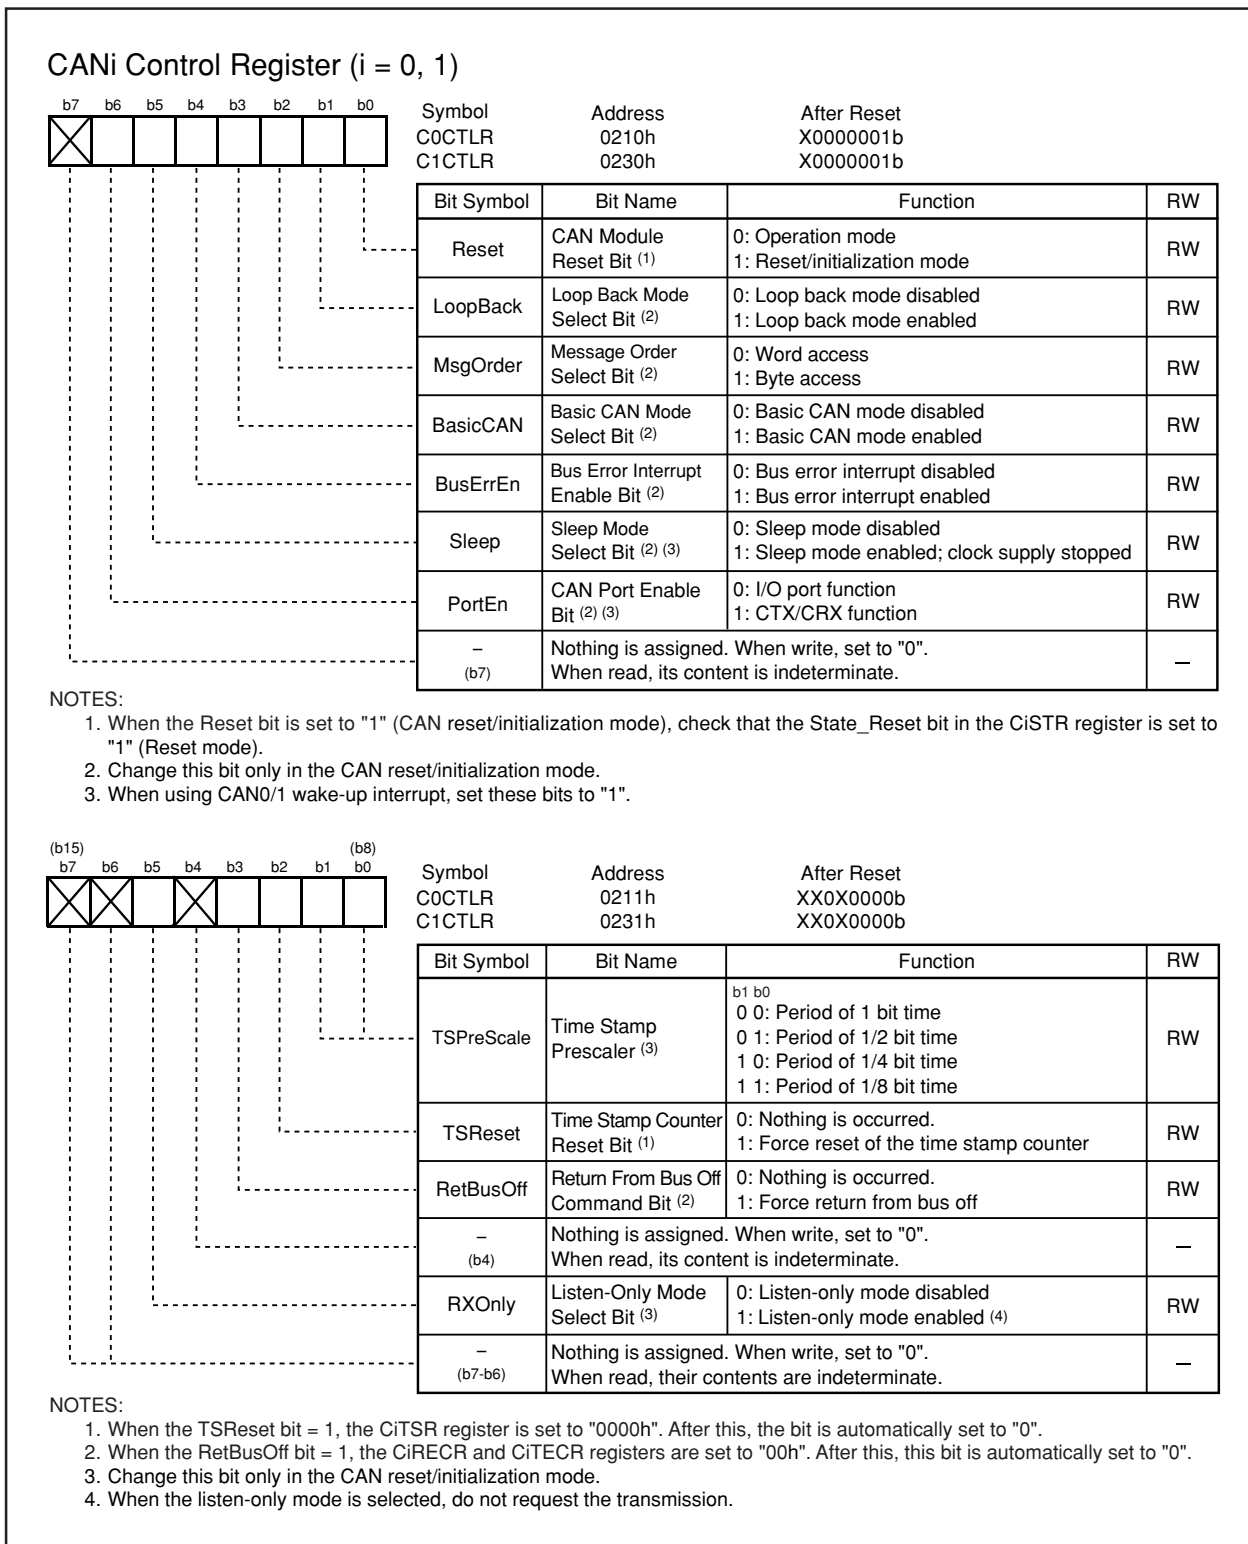 CANi Control Register (i = 0, 1)
b7 b6 b5 b4 b3 b2 b1 b0
Symbol Address After Reset
C0CTLR 0210h X0000001b
C1CTLR 0230h X0000001b
Bit Symbol Bit Name Function RW
Reset CAN Module Reset Bit (1) 0: Operation mode RW
1: Reset/initialization mode
LoopBack Loop Back Mode Select Bit (2) 0: Loop back mode disabled RW
1: Loop back mode enabled
MsgOrder Message Order Select Bit (2) 0: Word access RW
1: Byte access
BasicCAN Basic CAN Mode Select Bit (2) 0: Basic CAN mode disabled RW
1: Basic CAN mode enabled
BusErrEn Bus Error Interrupt Enable Bit (2) 0: Bus error interrupt disabled RW
1: Bus error interrupt enabled
Sleep Sleep Mode Select Bit (2) (3) 0: Sleep mode disabled RW
1: Sleep mode enabled; clock supply stopped
PortEn CAN Port Enable Bit (2) (3) 0: I/O port function RW
1: CTX/CRX function
– (b7) Nothing is assigned. When write, set to "0". –
When read, its content is indeterminate.
NOTES:
1. When the Reset bit is set to "1" (CAN reset/initialization mode), check that the State_Reset bit in the CiSTR register is set to
"1" (Reset mode).
2. Change this bit only in the CAN reset/initialization mode.
3. When using CAN0/1 wake-up interrupt, set these bits to "1".
(b15) (b8)
b7 b6 b5 b4 b3 b2 b1 b0
Symbol Address After Reset
C0CTLR 0211h XX0X0000b
C1CTLR 0231h XX0X0000b
Bit Symbol Bit Name Function RW
b1 b0
TSPreScale Time Stamp Prescaler (3) 0 0: Period of 1 bit time RW
0 1: Period of 1/2 bit time
1 0: Period of 1/4 bit time
1 1: Period of 1/8 bit time
TSReset Time Stamp Counter Reset Bit (1) 0: Nothing is occurred. RW
1: Force reset of the time stamp counter
RetBusOff Return From Bus Off Command Bit (2) 0: Nothing is occurred. RW
1: Force return from bus off
– (b4) Nothing is assigned. When write, set to "0". –
When read, its content is indeterminate.
RXOnly Listen-Only Mode Select Bit (3) 0: Listen-only mode disabled RW
1: Listen-only mode enabled (4)
– (b7-b6) Nothing is assigned. When write, set to "0". –
When read, their contents are indeterminate.
NOTES:
1. When the TSReset bit = 1, the CiTSR register is set to "0000h". After this, the bit is automatically set to "0".
2. When the RetBusOff bit = 1, the CiRECR and CiTECR registers are set to "00h". After this, this bit is automatically set to "0".
3. Change this bit only in the CAN reset/initialization mode.
4. When the listen-only mode is selected, do not request the transmission.